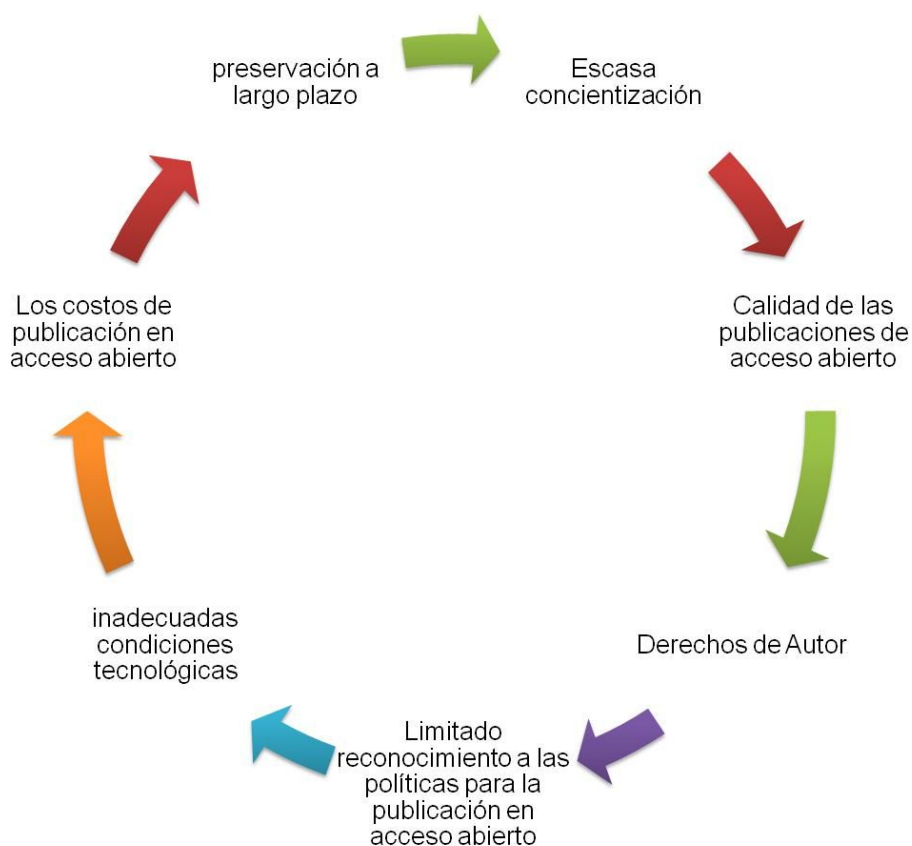 preservación a
largo plazo
Escasa
concientización
Calidad de las
publicaciones de
acceso abierto
Derechos de Autor
Limitado
reconocimiento a las
políticas para la
publicación en
acceso abierto
inadecuadas
condiciones
tecnológicas
Los costos de
publicación en
acceso abierto